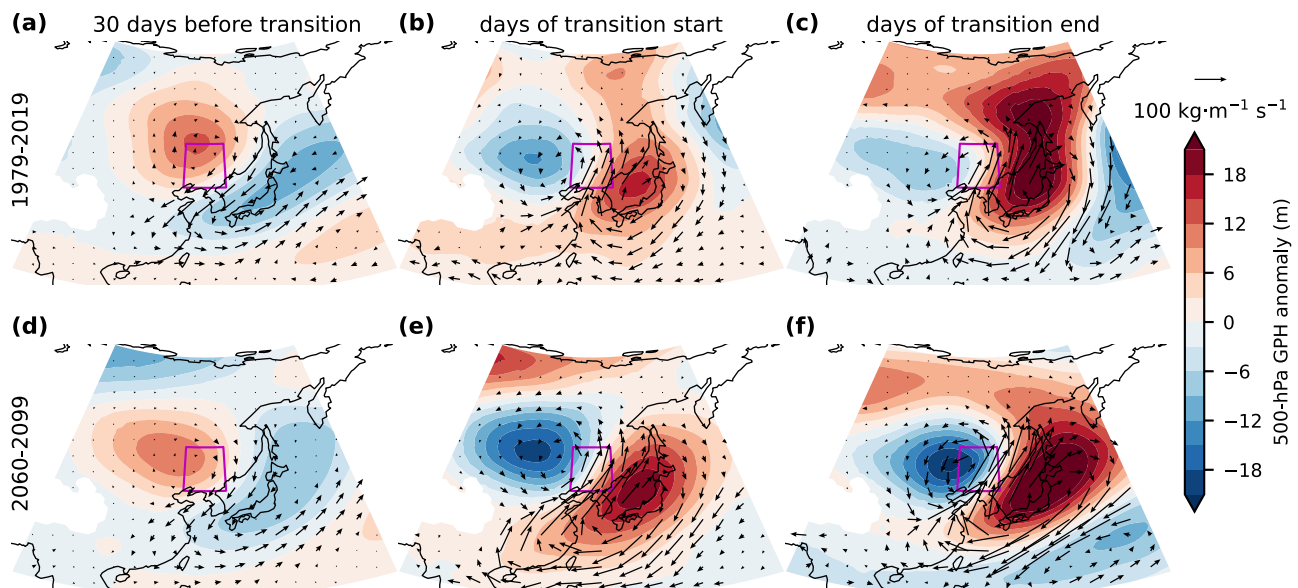 (a) 30 days before transition
(b) days of transition start
(c) days of transition end
1979-2019
100 kg·m⁻¹ s⁻¹
(d)
(e)
(f)
2060-2099
18
12
6
0
−6
−12
−18
500-hPa GPH anomaly (m)